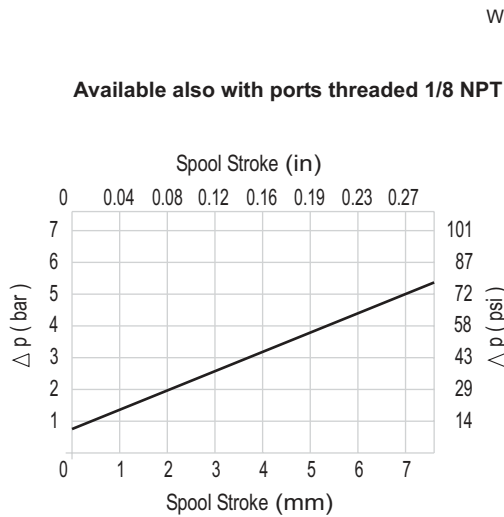 W
Available also with ports threaded 1/8 NPT
Spool Stroke (in)
0 0.04 0.08 0.12 0.16 0.19 0.23 0.27
7 101
6 87
5 72
4 58
3 43
2 29
1 14
△ p ( bar )
△ p ( psi )
0 1 2 3 4 5 6 7
Spool Stroke (mm)